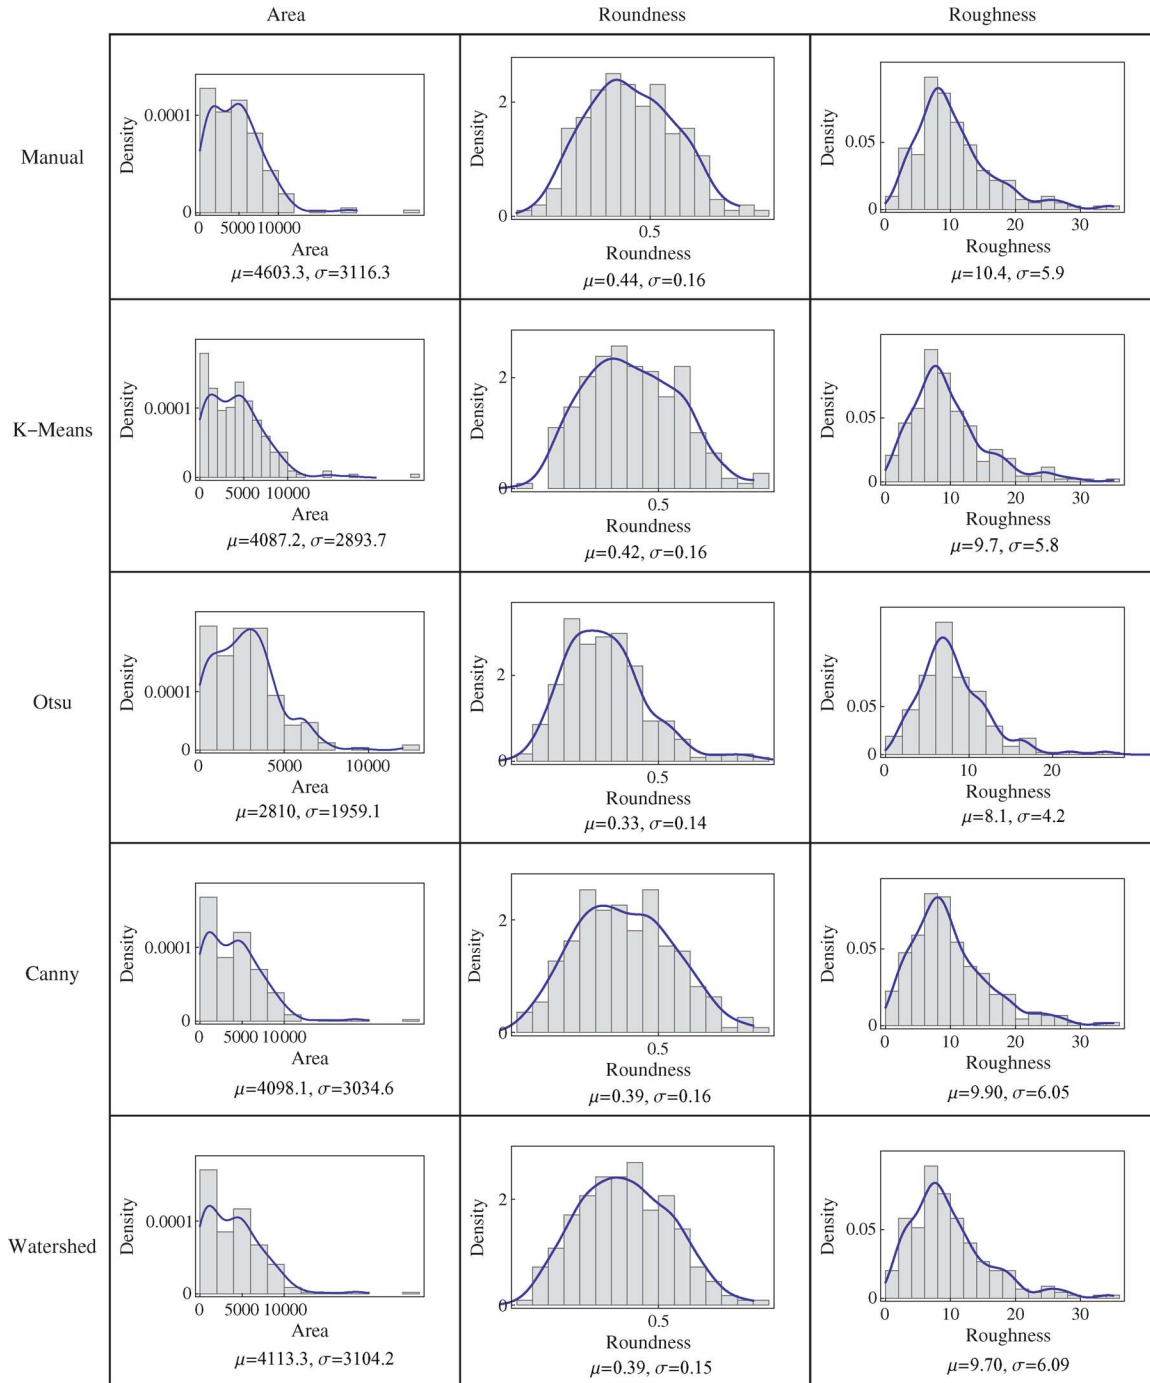 Area Roundness Roughness
Manual
Density
0.0001
0
0 5000 10000
Area
μ=4603.3, σ=3116.3
Density
2
0
0.5
Roundness
μ=0.44, σ=0.16
Density
0.05
0
0 10 20 30
Roughness
μ=10.4, σ=5.9
K-Means
Density
0.0001
0
0 5000 10000
Area
μ=4087.2, σ=2893.7
Density
2
0
0.5
Roundness
μ=0.42, σ=0.16
Density
0.05
0
0 10 20 30
Roughness
μ=9.7, σ=5.8
Otsu
Density
0.0001
0
0 5000 10000
Area
μ=2810, σ=1959.1
Density
2
0
0.5
Roundness
μ=0.33, σ=0.14
Density
0.05
0
0 10 20
Roughness
μ=8.1, σ=4.2
Canny
Density
0.0001
0
0 5000 10000
Area
μ=4098.1, σ=3034.6
Density
2
0
0.5
Roundness
μ=0.39, σ=0.16
Density
0.05
0
0 10 20 30
Roughness
μ=9.90, σ=6.05
Watershed
Density
0.0001
0
0 5000 10000
Area
μ=4113.3, σ=3104.2
Density
2
0
0.5
Roundness
μ=0.39, σ=0.15
Density
0.05
0
0 10 20 30
Roughness
μ=9.70, σ=6.09